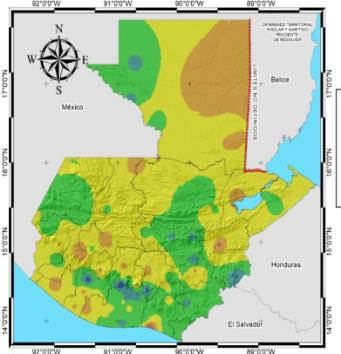 92°0'0"W 91°0'0"W 90°0'0"W 89°0'0"W
N
W E
S
DIFERENDO TERRITORIAL
INSULAR Y MARÍTIMO
PENDIENTE
DE RESOLVER
17°0'0"N 17°0'0"N
México
Belice
LIMITES NO DEFINIDOS
16°0'0"N 16°0'0"N
15°0'0"N 15°0'0"N
Honduras
14°0'0"N 14°0'0"N
El Salvador
92°0'0"W 91°0'0"W 90°0'0"W 89°0'0"W